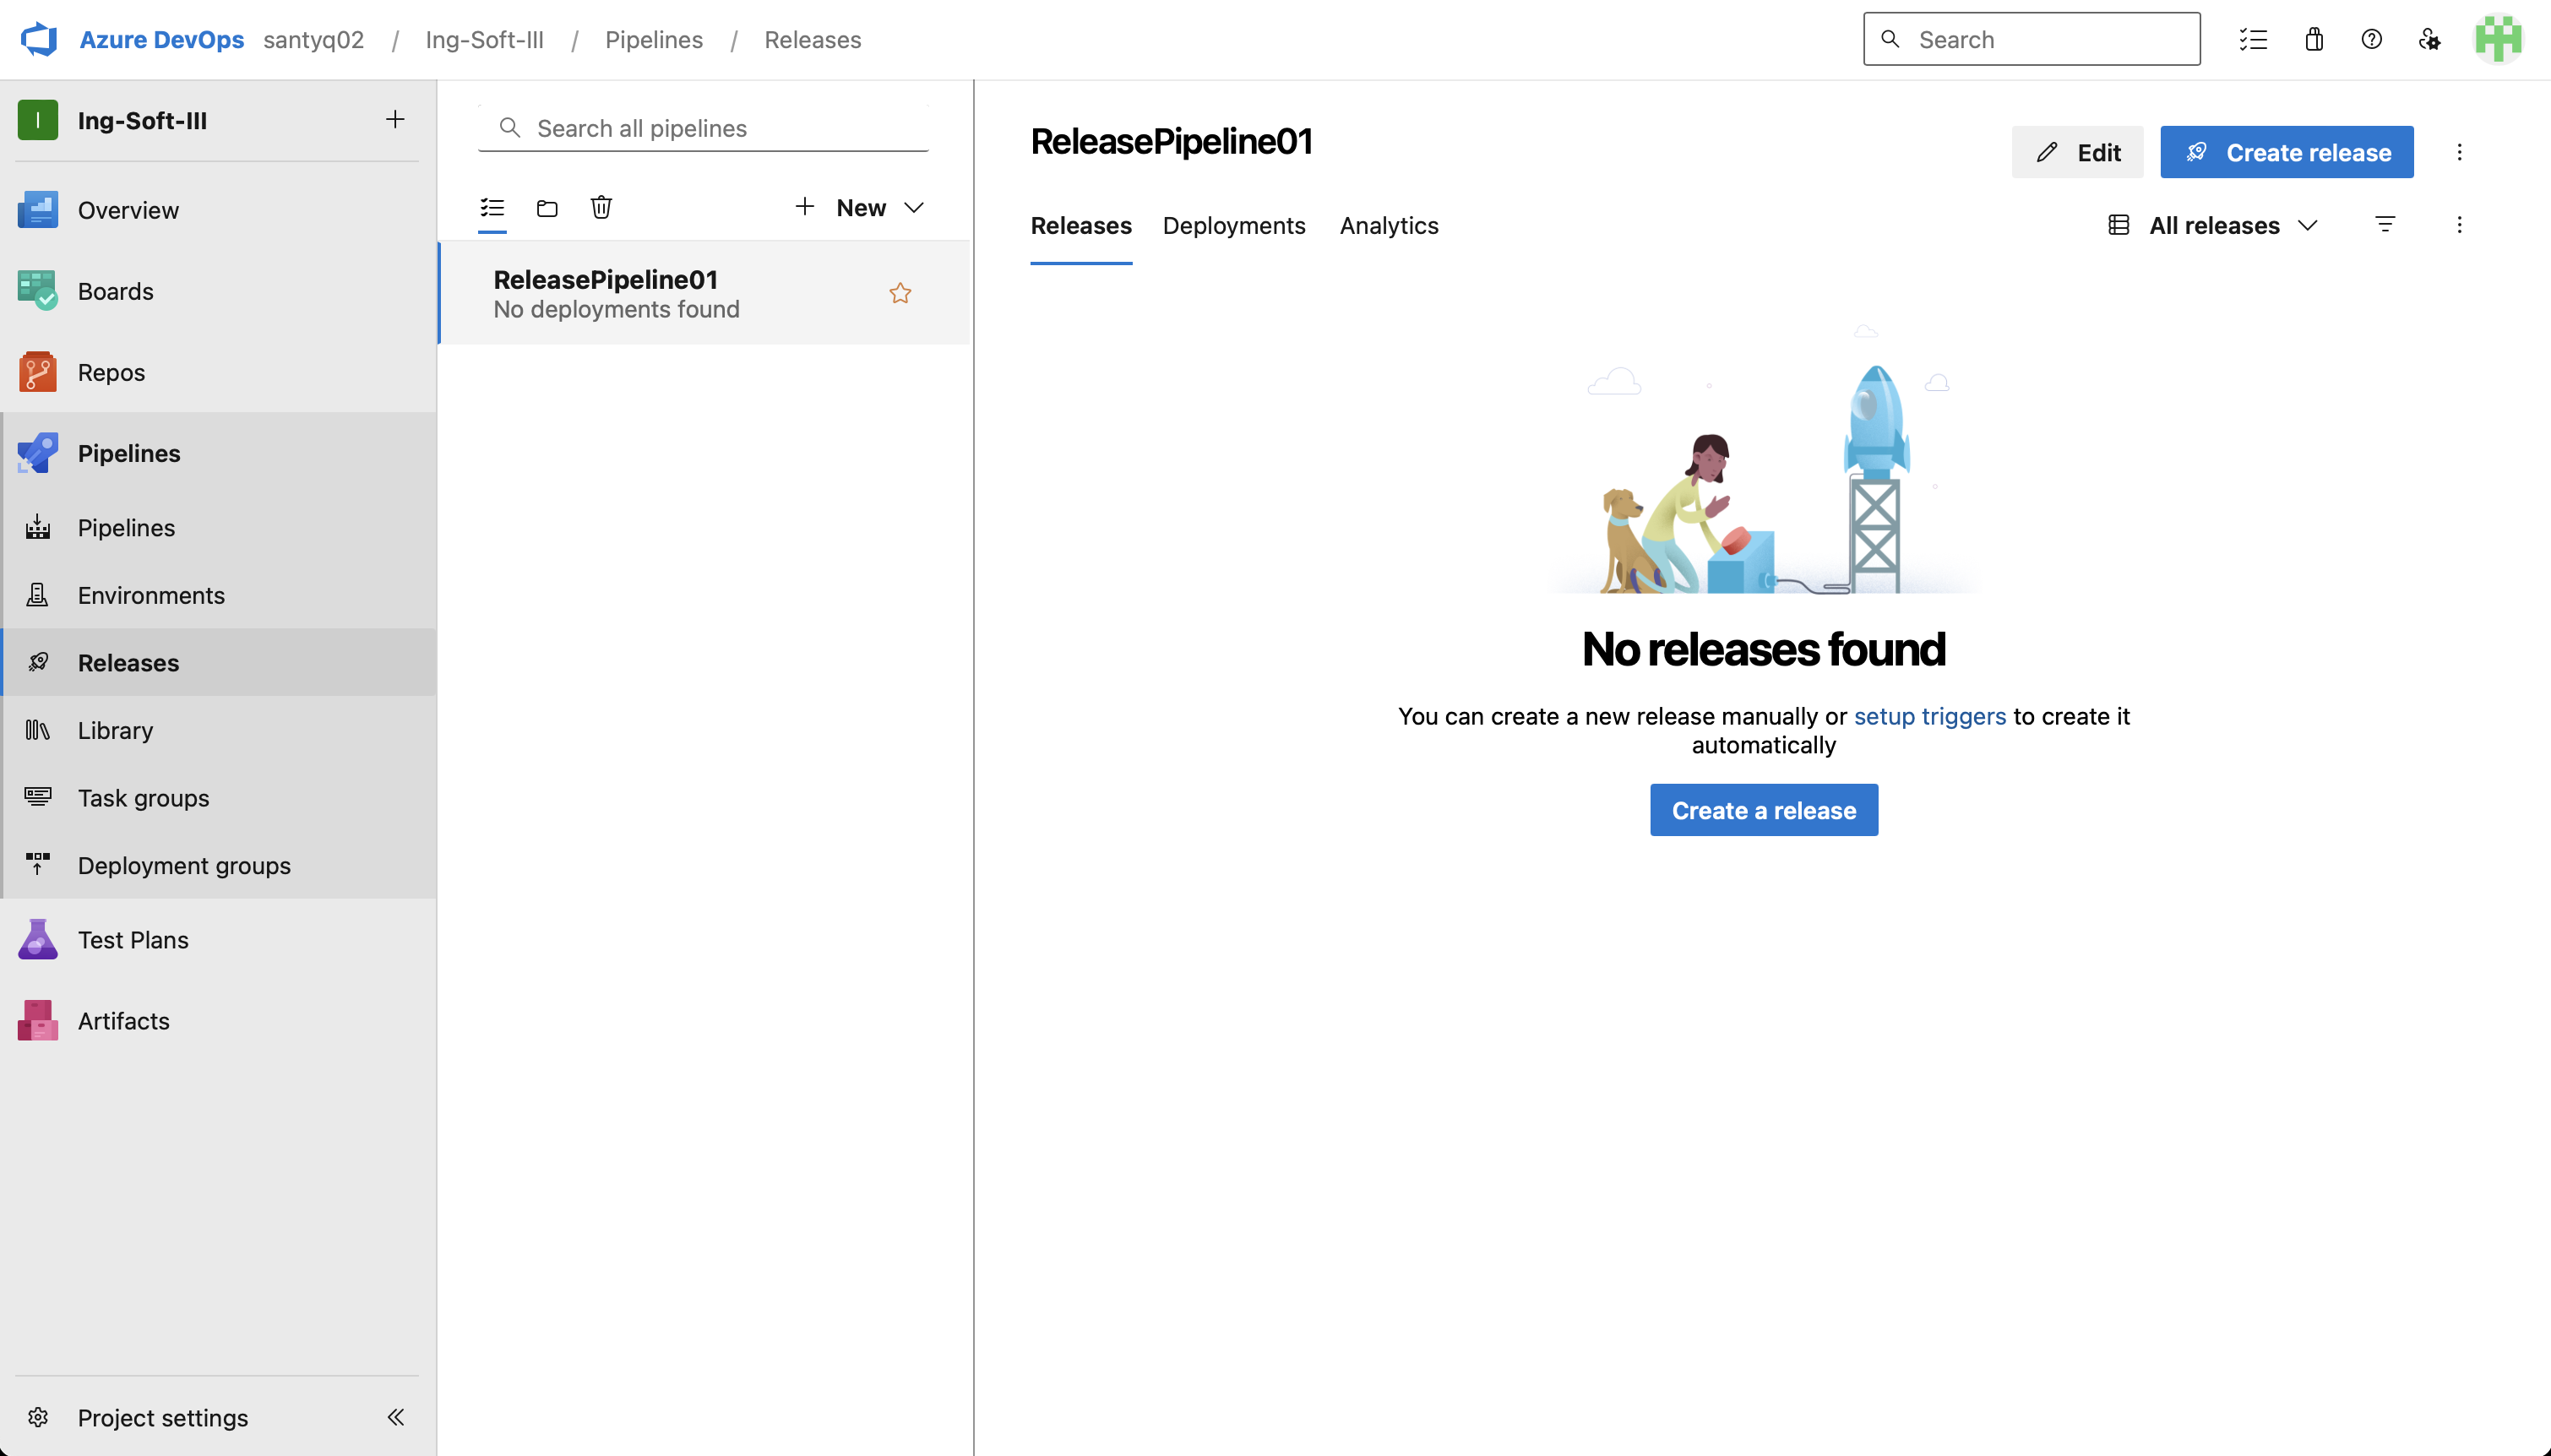 Azure DevOps santyq02 / Ing-Soft-III / Pipelines / Releases
Search
I
Ing-Soft-III
Overview
Boards
Repos
Pipelines
Pipelines
Environments
Releases
Library
Task groups
Deployment groups
Test Plans
Artifacts
Project settings
Search all pipelines
New
ReleasePipeline01
No deployments found
ReleasePipeline01
Edit
Create release
Releases Deployments Analytics
All releases
No releases found
You can create a new release manually or setup triggers to create it
automatically
Create a release